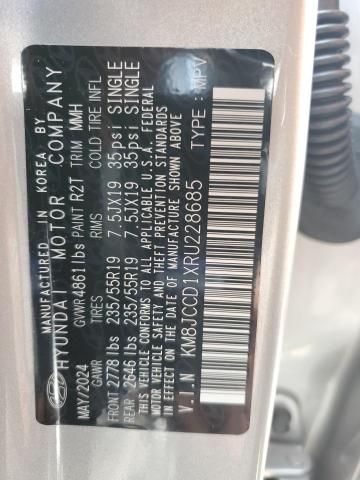 MANUFACTURED IN KOREA BY
HYUNDAI MOTOR COMPANY
MAY/2024 GVWR 4861 lbs PAINT R2T TRIM MMH
GAWR TIRES RIMS COLD TIRE INFL
FRONT 2778 lbs 235/55R19 7.5JX19 35psi SINGLE
REAR 2646 lbs 235/55R19 7.5JX19 35psi SINGLE
THIS VEHICLE CONFORMS TO ALL APPLICABLE U.S.A. FEDERAL
MOTOR VEHICLE SAFETY AND THEFT PREVENTION
STANDARDS IN EFFECT ON THE DATE OF MANUFACTURE SHOWN ABOVE.
V.I.N KM8JCCD1XRU228685 TYPE: MPV